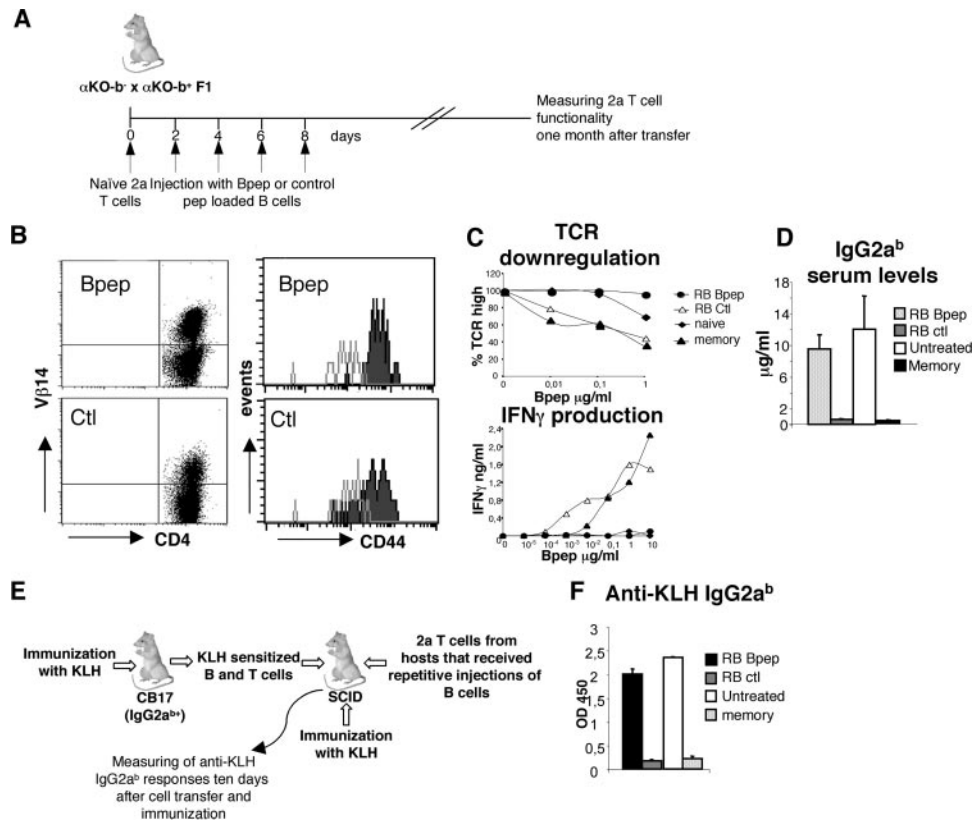 A
αKO-b- x αKO-b+ F1
0 2 4 6 8 days
Measuring 2a T cell
functionality
one month after transfer
Naïve 2a Injection with Bpep or control
T cells pep loaded B cells
B
Bpep
Ctl
Vβ14
CD4
Bpep
Ctl
events
CD44
C
TCR
downregulation
% TCR high
120
100
80
60
40
20
0
0 0,01 0,1 1
Bpep µg/ml
RB Bpep
RB Ctl
naive
memory
IFNγ production
IFNγ ng/ml
2,4
2,0
1,6
1,2
0,8
0,4
0
0 10-5 10-4 10-3 10-2 0,1 1 10
Bpep µg/ml
D
IgG2ab
serum levels
µg/ml
18
15
12
9
6
3
0
RB Bpep
RB ctl
Untreated
Memory
E
Immunization
with KLH
CB17
(IgG2ab+)
KLH sensitized
B and T cells
SCID
2a T cells from
hosts that received
repetitive injections of
B cells
Immunization
with KLH
Measuring of anti-KLH
IgG2ab responses ten days
after cell transfer and
immunization
F
Anti-KLH IgG2ab
OD 450
2,5
2
1,5
1
0,5
0
RB Bpep
RB ctl
Untreated
memory